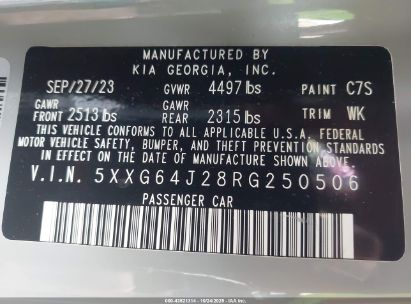 MANUFACTURED BY
KIA GEORGIA, INC.
SEP/27/23 GVWR 4497 lbs PAINT C7S
GAWR GAWR
FRONT 2513 lbs REAR 2315 lbs TRIM WK
THIS VEHICLE CONFORMS TO ALL APPLICABLE U.S.A. FEDERAL
MOTOR VEHICLE SAFETY, BUMPER, AND THEFT PREVENTION STANDARDS
IN EFFECT ON THE DATE OF MANUFACTURE SHOWN ABOVE.
V.I.N. 5XXG64J28RG250506
PASSENGER CAR